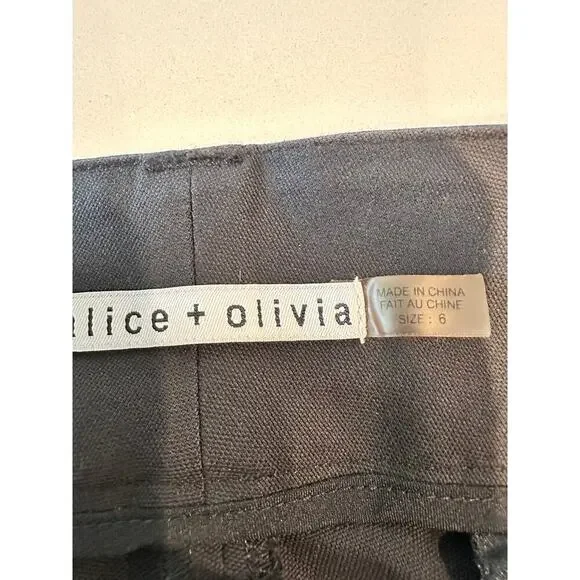 alice + olivia
MADE IN CHINA
FAIT AU CHINE
SIZE : 6